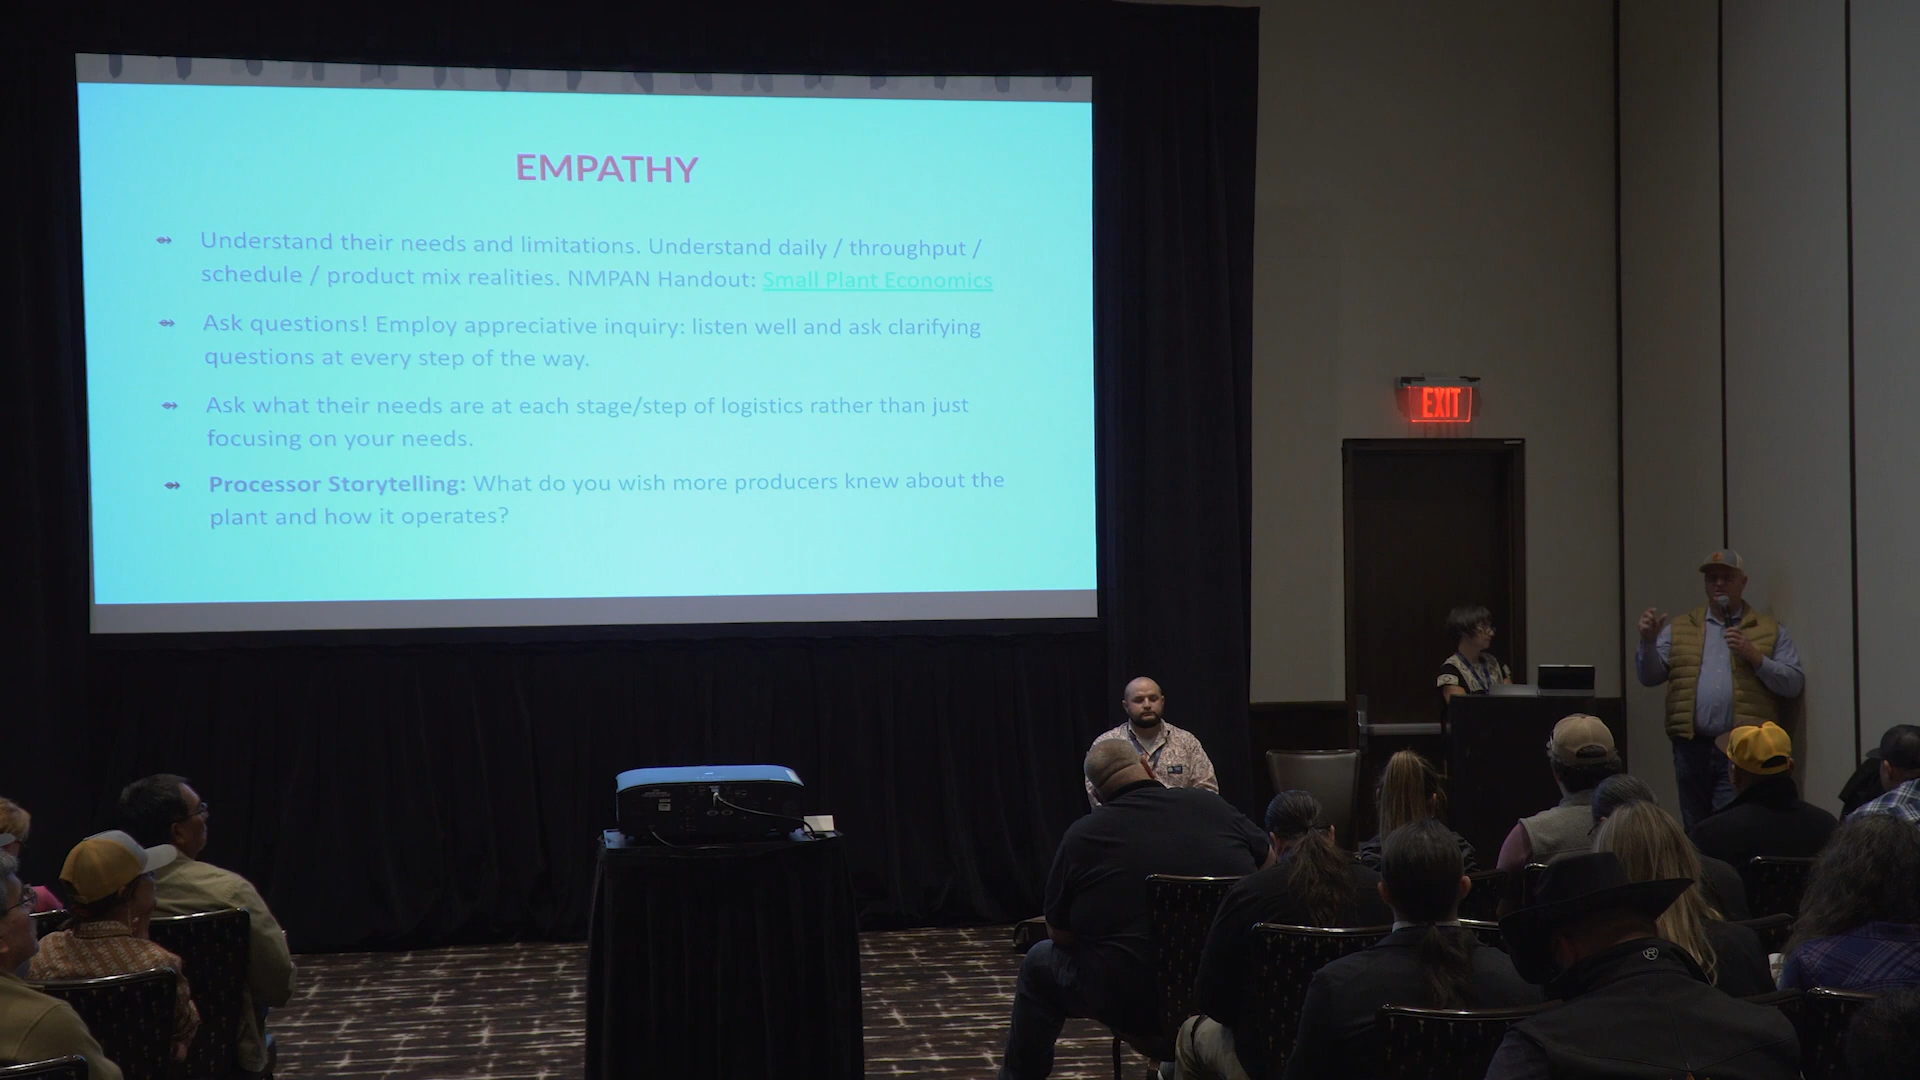 EMPATHY
Understand their needs and limitations. Understand daily / throughput /
schedule / product mix realities. NMPAN Handout: Small Plant Economics
Ask questions! Employ appreciative inquiry: listen well and ask clarifying
questions at every step of the way.
Ask what their needs are at each stage/step of logistics rather than just
focusing on your needs.
Processor Storytelling: What do you wish more producers knew about the
plant and how it operates?
EXIT